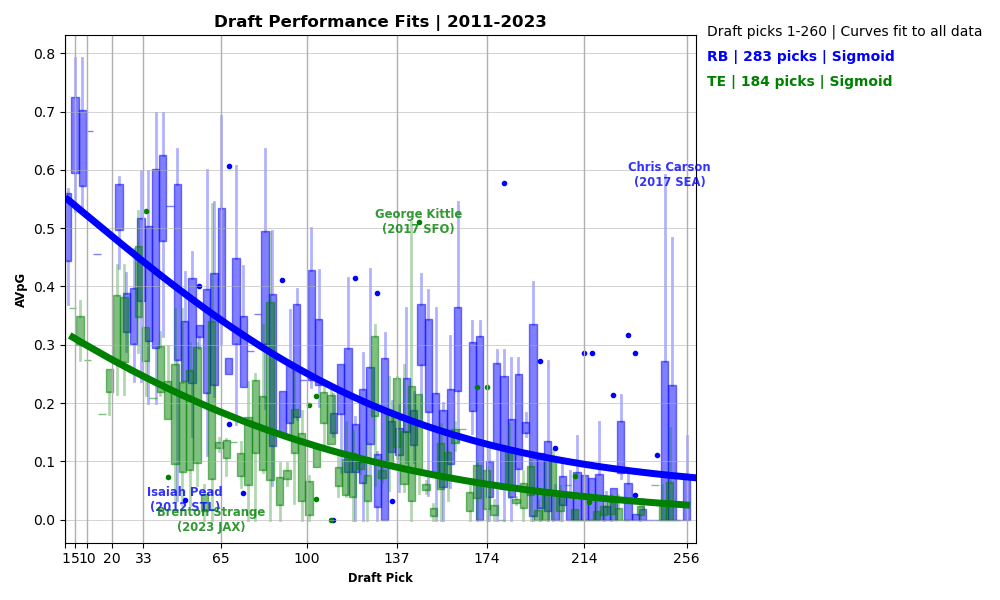 Draft Performance Fits | 2011-2023
Draft picks 1-260 | Curves fit to all data
RB | 283 picks | Sigmoid
TE | 184 picks | Sigmoid
0.8
0.7
0.6
0.5
0.4
0.3
0.2
0.1
0.0
AVpG
Chris Carson
(2017 SEA)
George Kittle
(2017 SFO)
Isaiah Pead
(2012 STL)
Brenton Strange
(2023 JAX)
1 5 10 20 33 65 100 137 174 214 256
Draft Pick